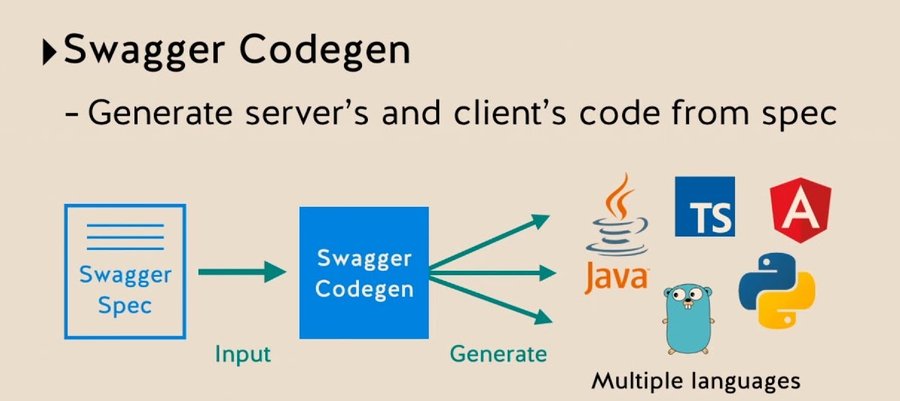 Swagger Codegen
- Generate server's and client's code from spec
Swagger
Spec
Input
Swagger
Codegen
Generate
Java
TS
A
Multiple languages